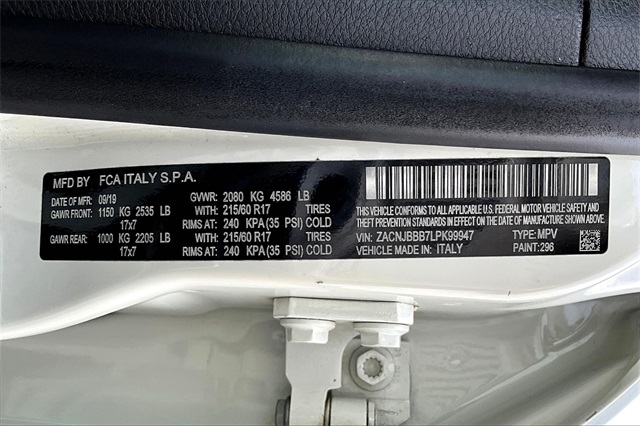 MFD BY FCA ITALY S.P.A.
DATE OF MFR: 09/19 GVWR: 2080 KG 4586 LB
GAWR FRONT: 1150 KG 2535 LB WITH: 215/60 R17 TIRES
17x7 RIMS AT: 240 KPA(35 PSI) COLD
GAWR REAR: 1000 KG 2205 LB WITH: 215/60 R17 TIRES
17x7 RIMS AT: 240 KPA(35 PSI) COLD
THIS VEHICLE CONFORMS TO ALL APPLICABLE U.S. FEDERAL MOTOR VEHICLE SAFETY
AND THEFT PREVENTION STANDARDS IN EFFECT ON THE DATE OF MANUFACTURE SHOWN ABOVE.
VIN: ZACNJBBB7LPK99947 TYPE: MPV
VEHICLE MADE IN: ITALY PAINT: 296